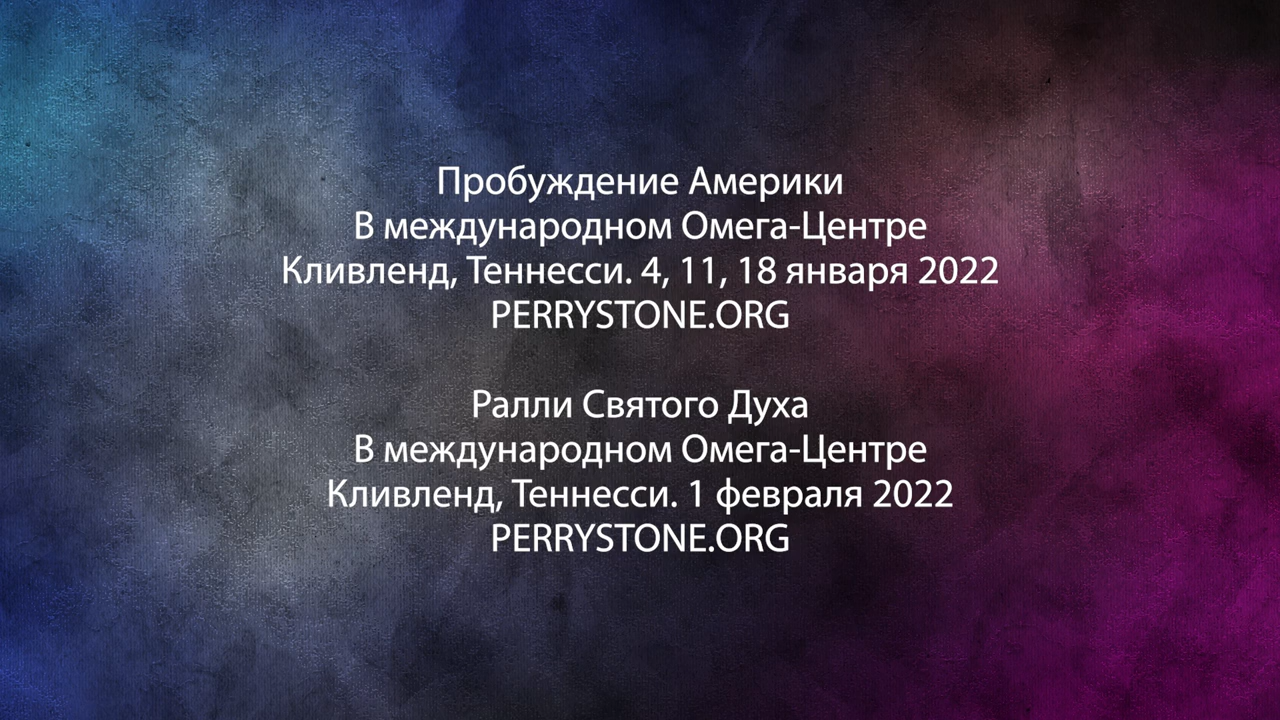 Пробуждение Америки
В международном Омега-Центре
Кливленд, Теннесси. 4, 11, 18 января 2022
PERRYSTONE.ORG
Ралли Святого Духа
В международном Омега-Центре
Кливленд, Теннесси. 1 февраля 2022
PERRYSTONE.ORG